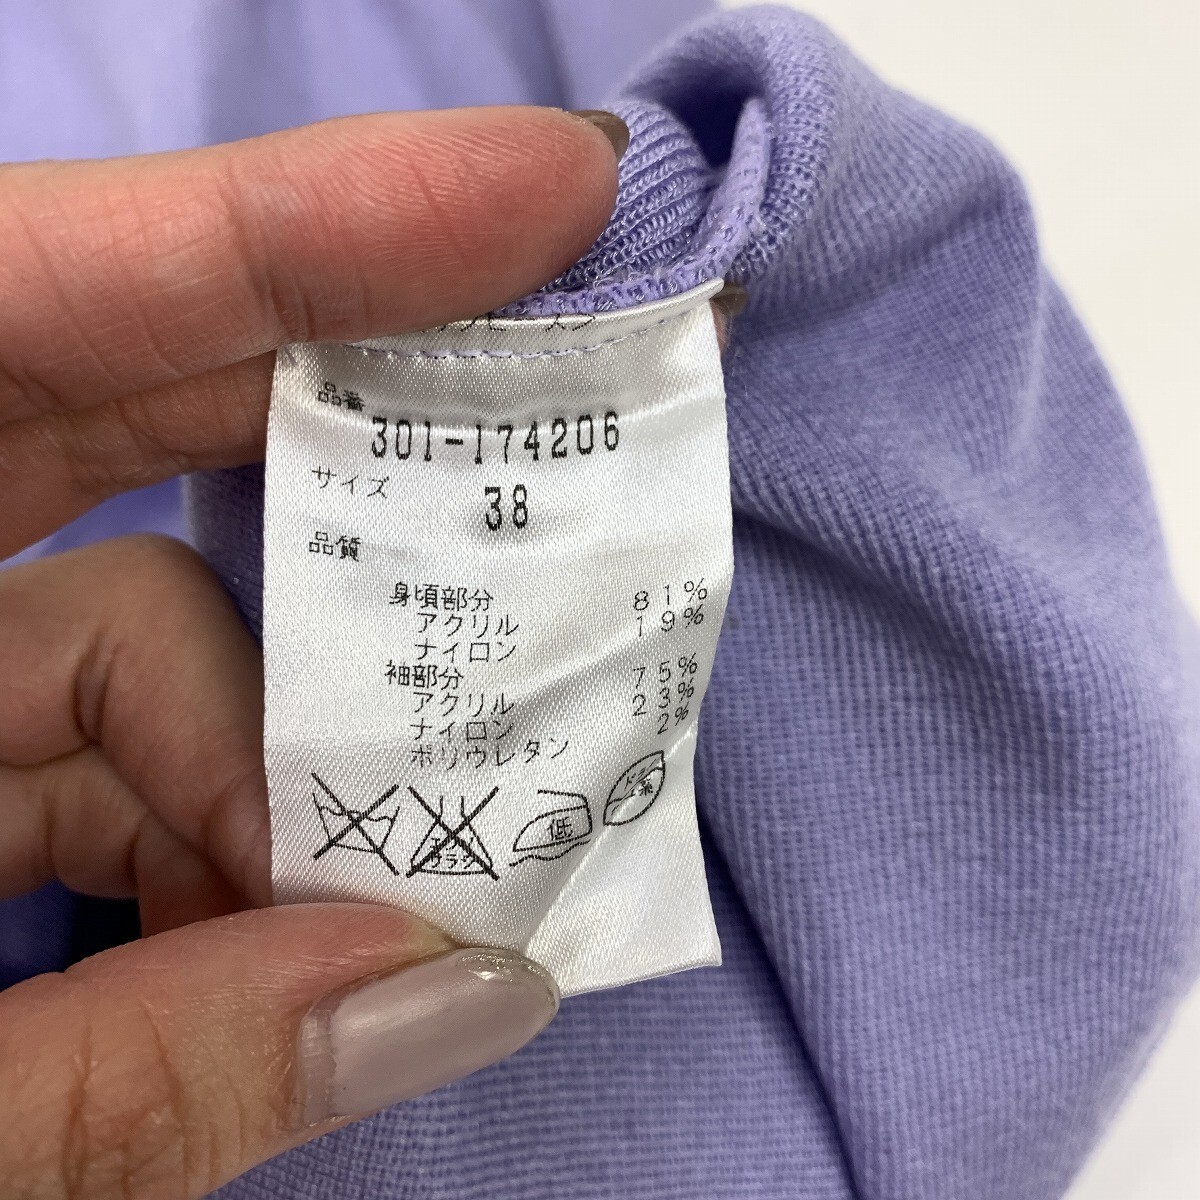 品番
301-174206
サイズ 38
品質
身頃部分
アクリル 81%
ナイロン 19%
袖部分
アクリル 75%
ナイロン 23%
ポリウレタン 2%
低